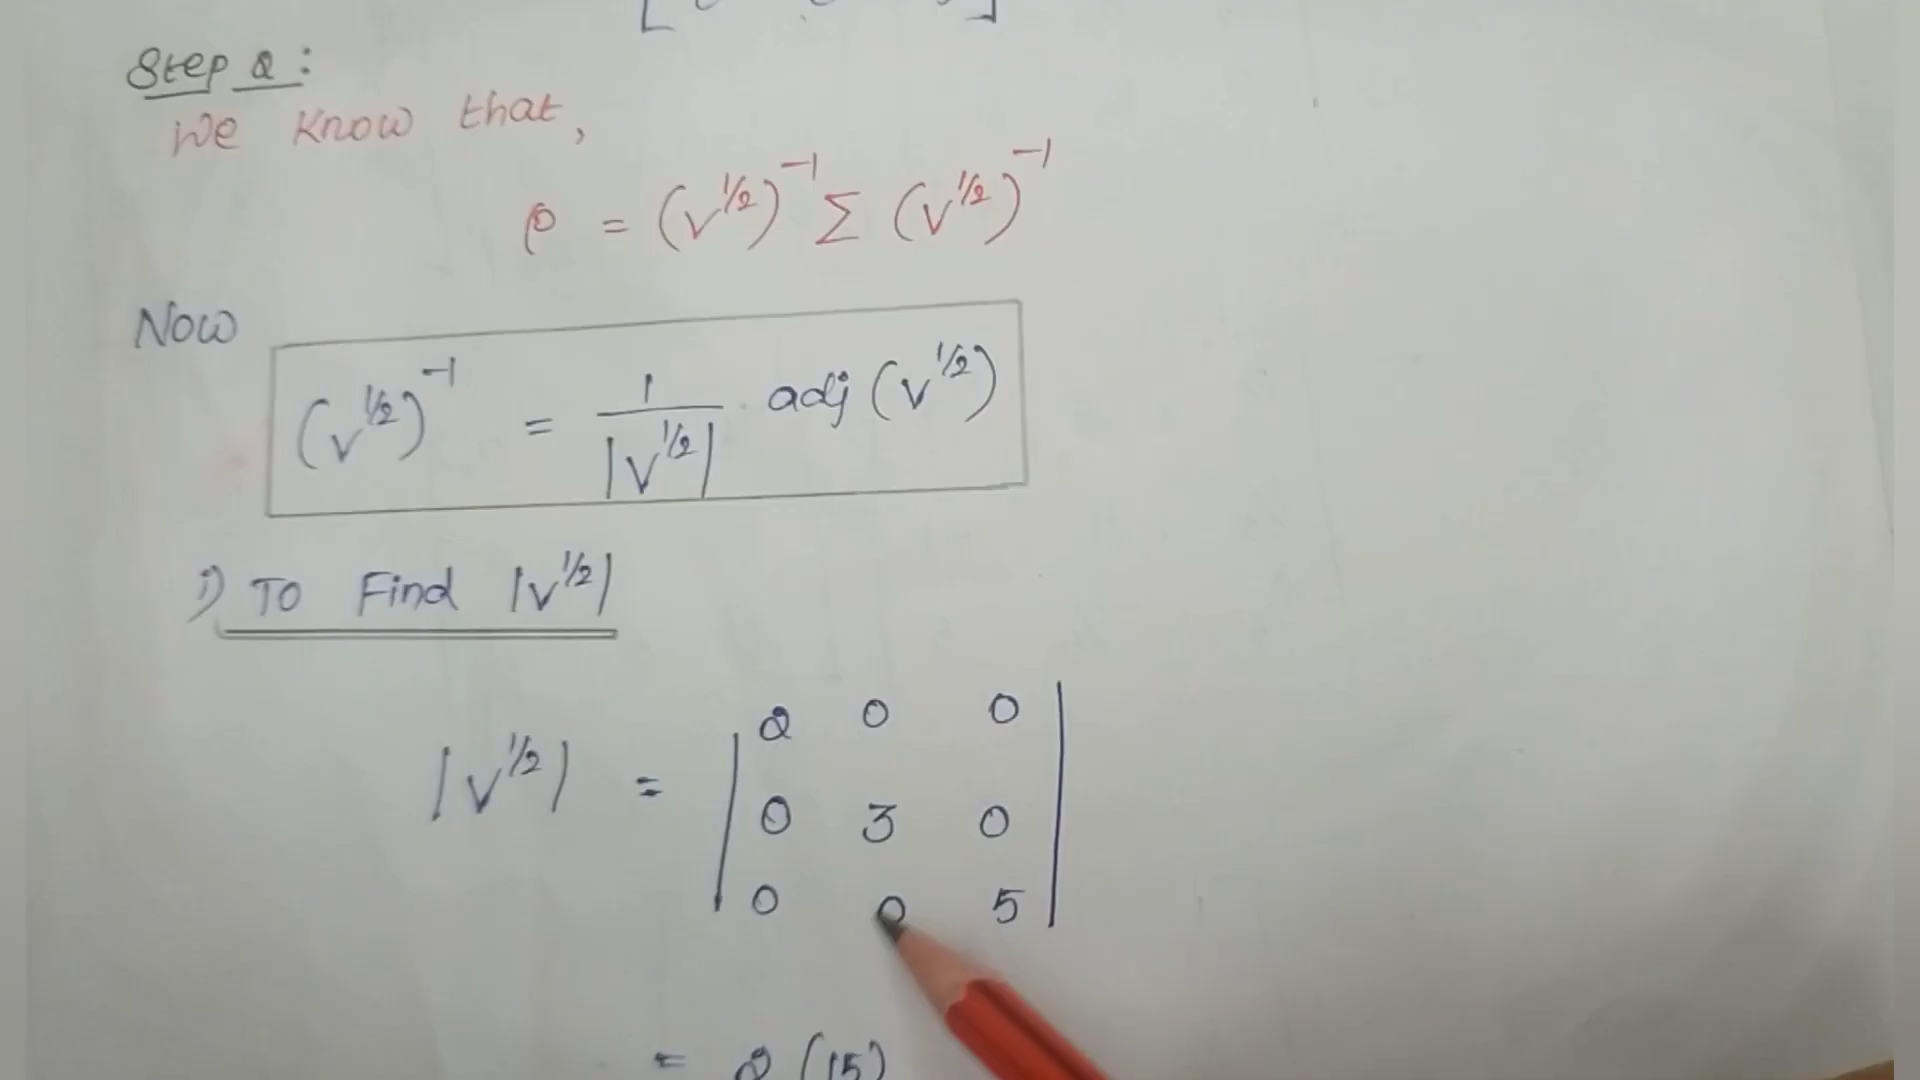 Step 2:
We know that,
ρ = (V^1/2)^-1 Σ (V^1/2)^-1
Now
(V^1/2)^-1 = 1/|V^1/2| . adj (V^1/2)
i) To Find |V^1/2|
|V^1/2| = | 2 0 0
0 3 0
0 0 5 |
= 2 (15)